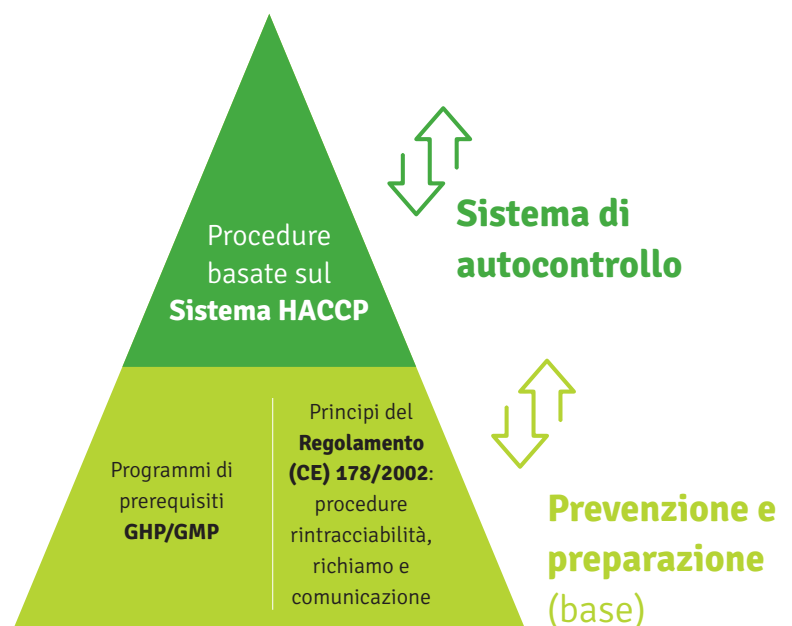 Procedure
basate sul
Sistema HACCP
Sistema di
autocontrollo
Programmi di
prerequisiti
GHP/GMP
Principi del
Regolamento
(CE) 178/2002:
procedure
rintracciabilità,
richiamo e
comunicazione
Prevenzione e
preparazione
(base)